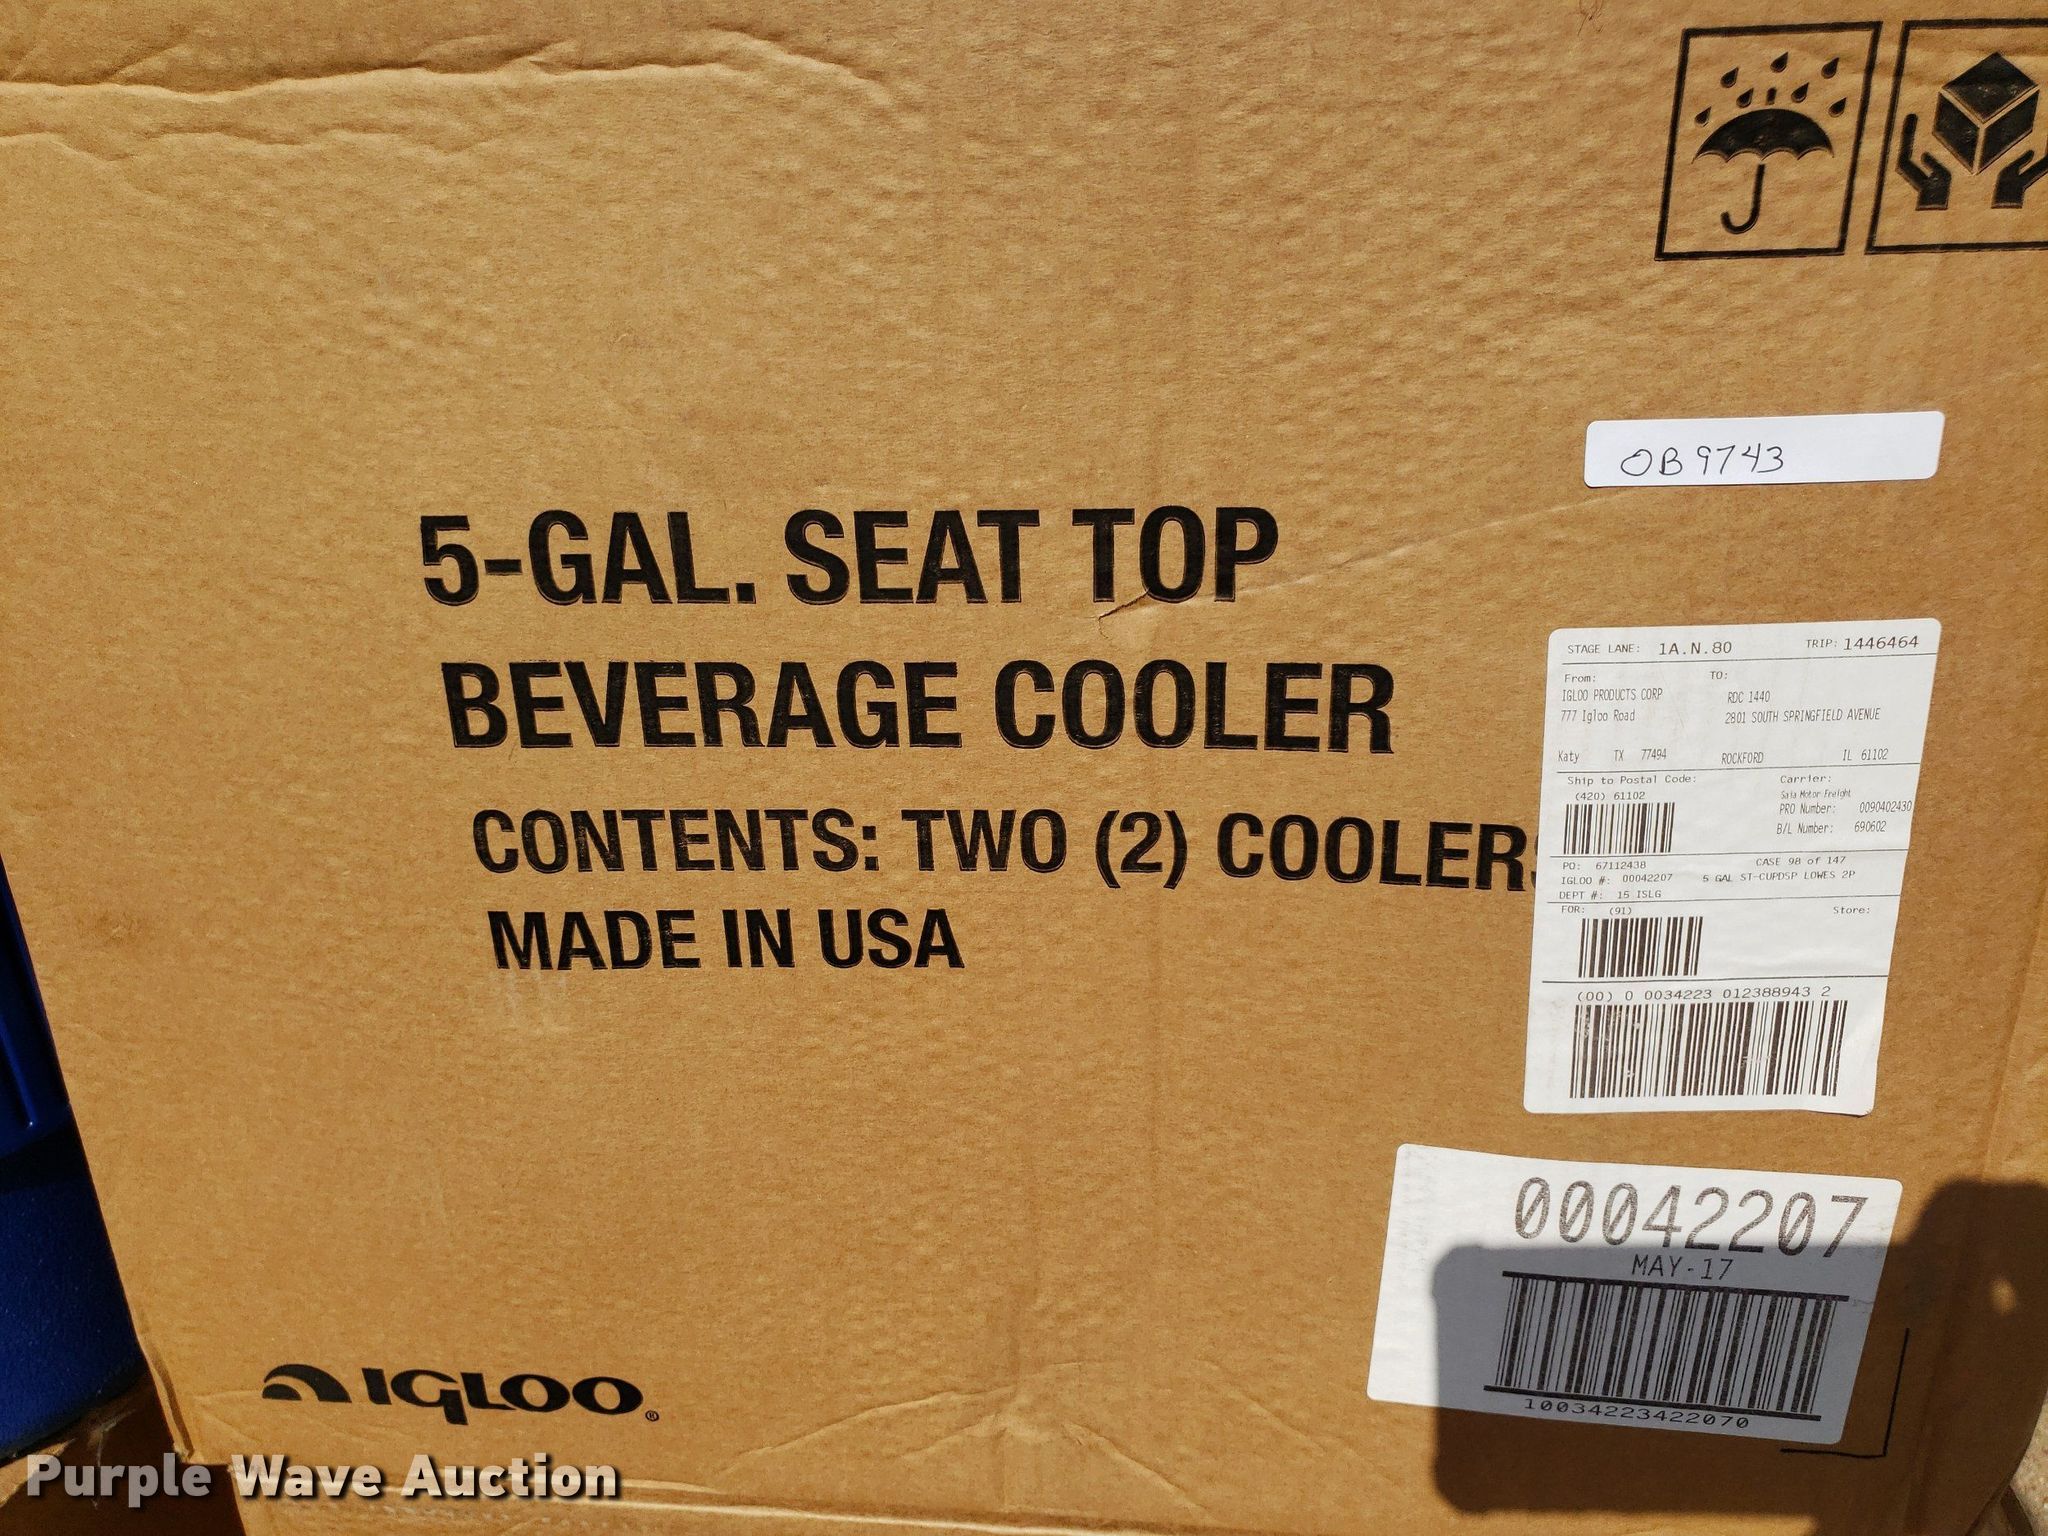 OB9743
5-GAL. SEAT TOP
BEVERAGE COOLER
CONTENTS: TWO (2) COOLERS
MADE IN USA
STAGE LANE: 1A.N.80 TRIP: 1446464
From: TO:
IGLOO PRODUCTS CORP RDC 1440
777 Igloo Road 2801 SOUTH SPRINGFIELD AVENUE
Katy TX 77494 ROCKFORD IL 61102
Ship to Postal Code: Carrier:
(420) 61102 Saia Motor Freight
PRO Number: 0090402430
B/L Number: 690602
PO: 67112438 CASE 98 of 147
IGLOO #: 00042207 5 GAL ST-CUPDSP LOWES 2P
DEPT #: 15 ISLG
FOR: (91) Store:
(00) 0 0034223 012388943 2
00042207
MAY-17
10034223422070
IGLOO®
Purple Wave Auction